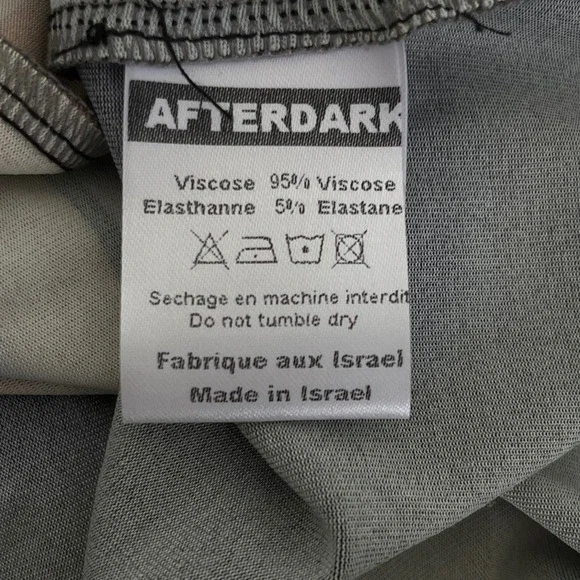 AFTERDARK
Viscose 95% Viscose
Elasthanne 5% Elastane
Sechage en machine interdit
Do not tumble dry
Fabrique aux Israel
Made in Israel